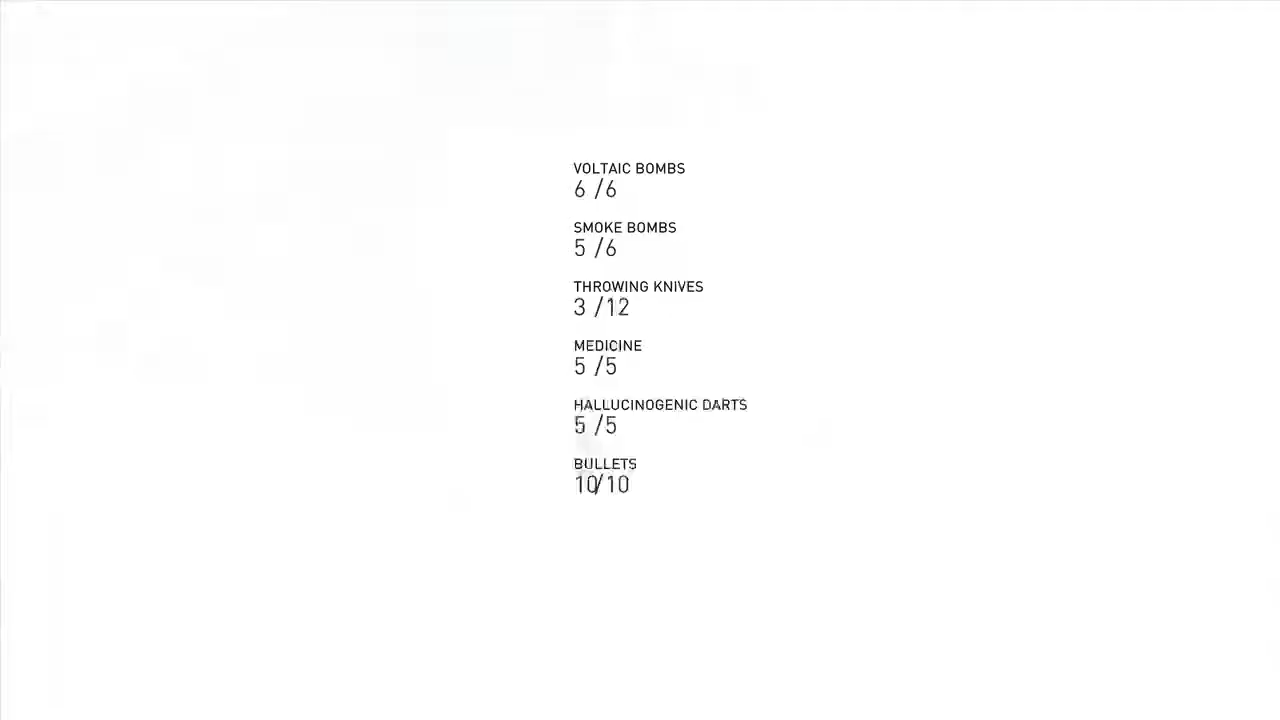 VOLTAIC BOMBS
6 /6
SMOKE BOMBS
5 /6
THROWING KNIVES
3 /12
MEDICINE
5 /5
HALLUCINOGENIC DARTS
5 /5
BULLETS
10/10